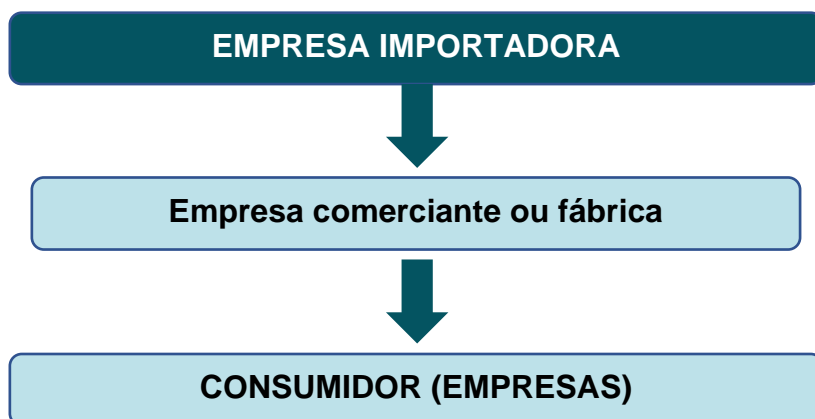 EMPRESA IMPORTADORA
Empresa comerciante ou fábrica
CONSUMIDOR (EMPRESAS)